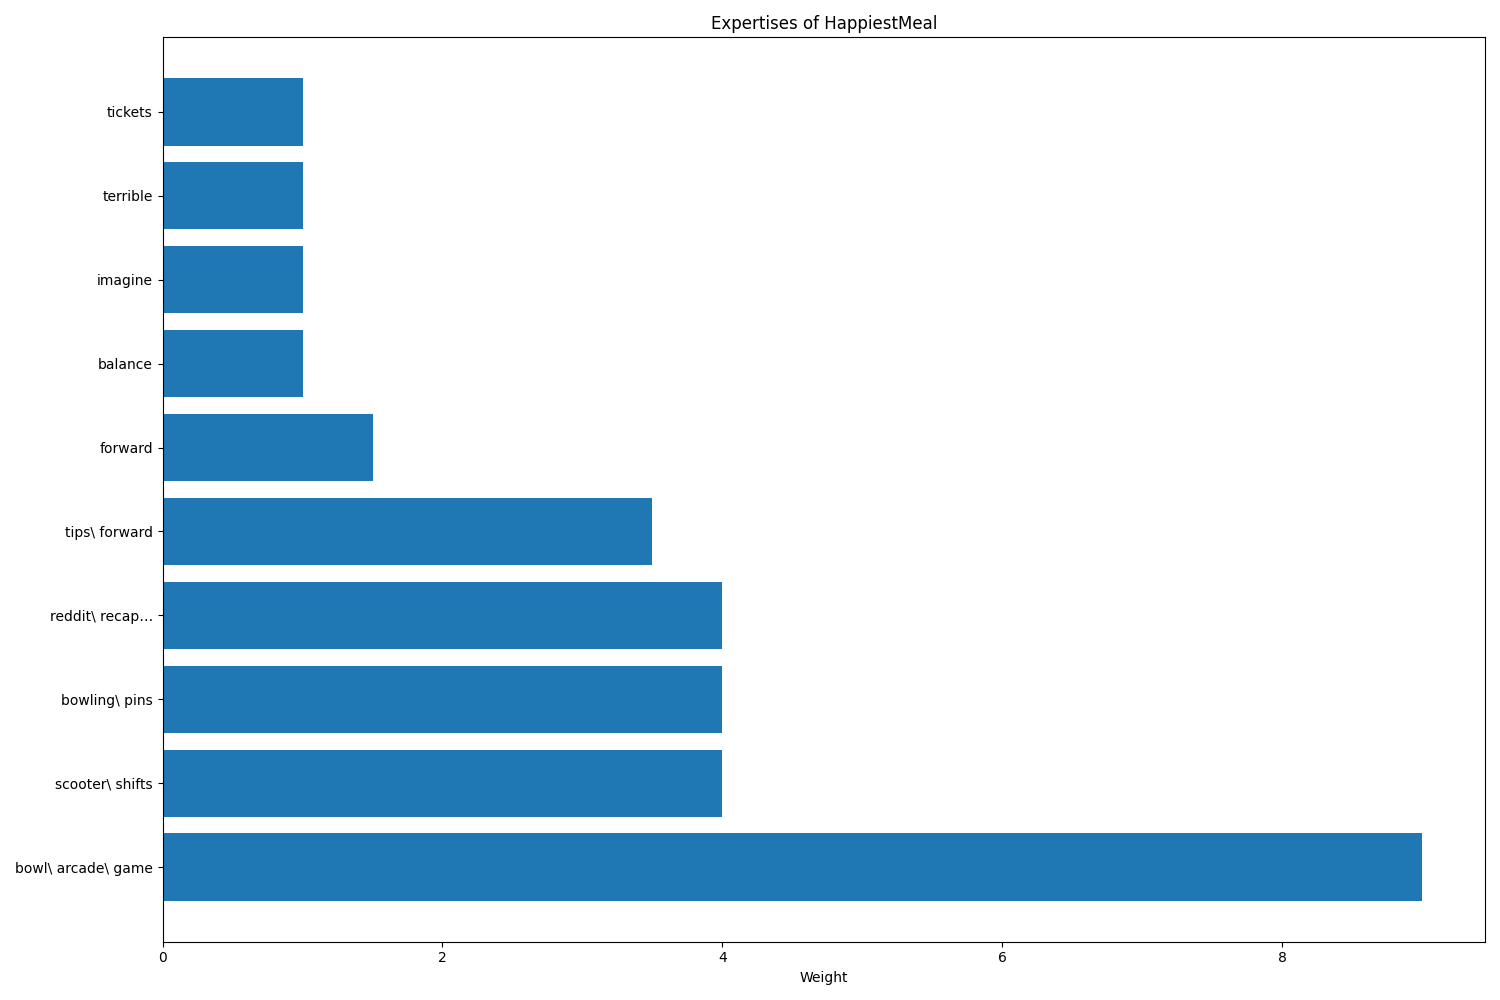 Expertises of HappiestMeal
tickets
terrible
imagine
balance
forward
tips\ forward
reddit\ recap…
bowling\ pins
scooter\ shifts
bowl\ arcade\ game
0 2 4 6 8
Weight